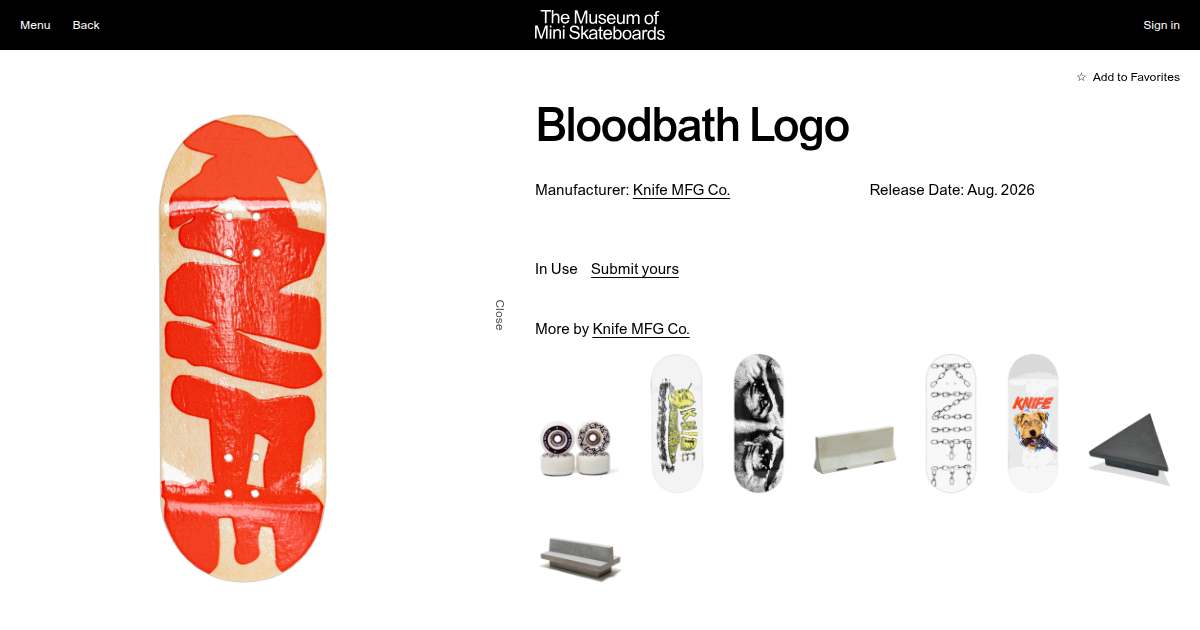 Menu
Back
The Museum of
Mini Skateboards
Sign in
☆ Add to Favorites
Bloodbath Logo
Manufacturer: Knife MFG Co.
Release Date: Aug. 2026
In Use Submit yours
Close
More by Knife MFG Co.
KNIFE
KNIFE
KNIFE